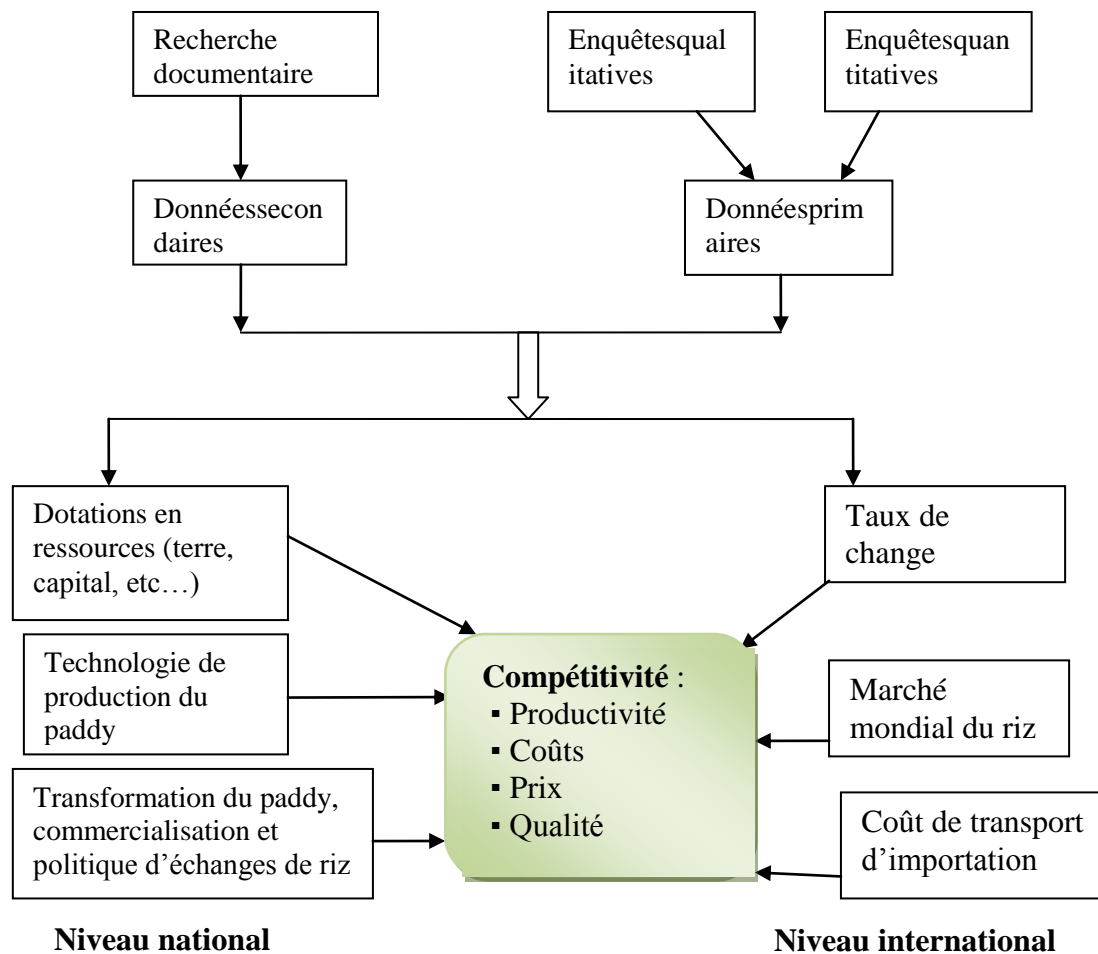 Recherche
documentaire
Enquêtesqual
itatives
Enquêtesquan
titatives
Donnéessecon
daires
Donnéesprim
aires
Dotations en
ressources (terre,
capital, etc…)
Taux de
change
Technologie de
production du
paddy
Compétitivité :
▪ Productivité
▪ Coûts
▪ Prix
▪ Qualité
Marché
mondial du riz
Transformation du paddy,
commercialisation et
politique d’échanges de riz
Coût de transport
d’importation
Niveau national
Niveau international